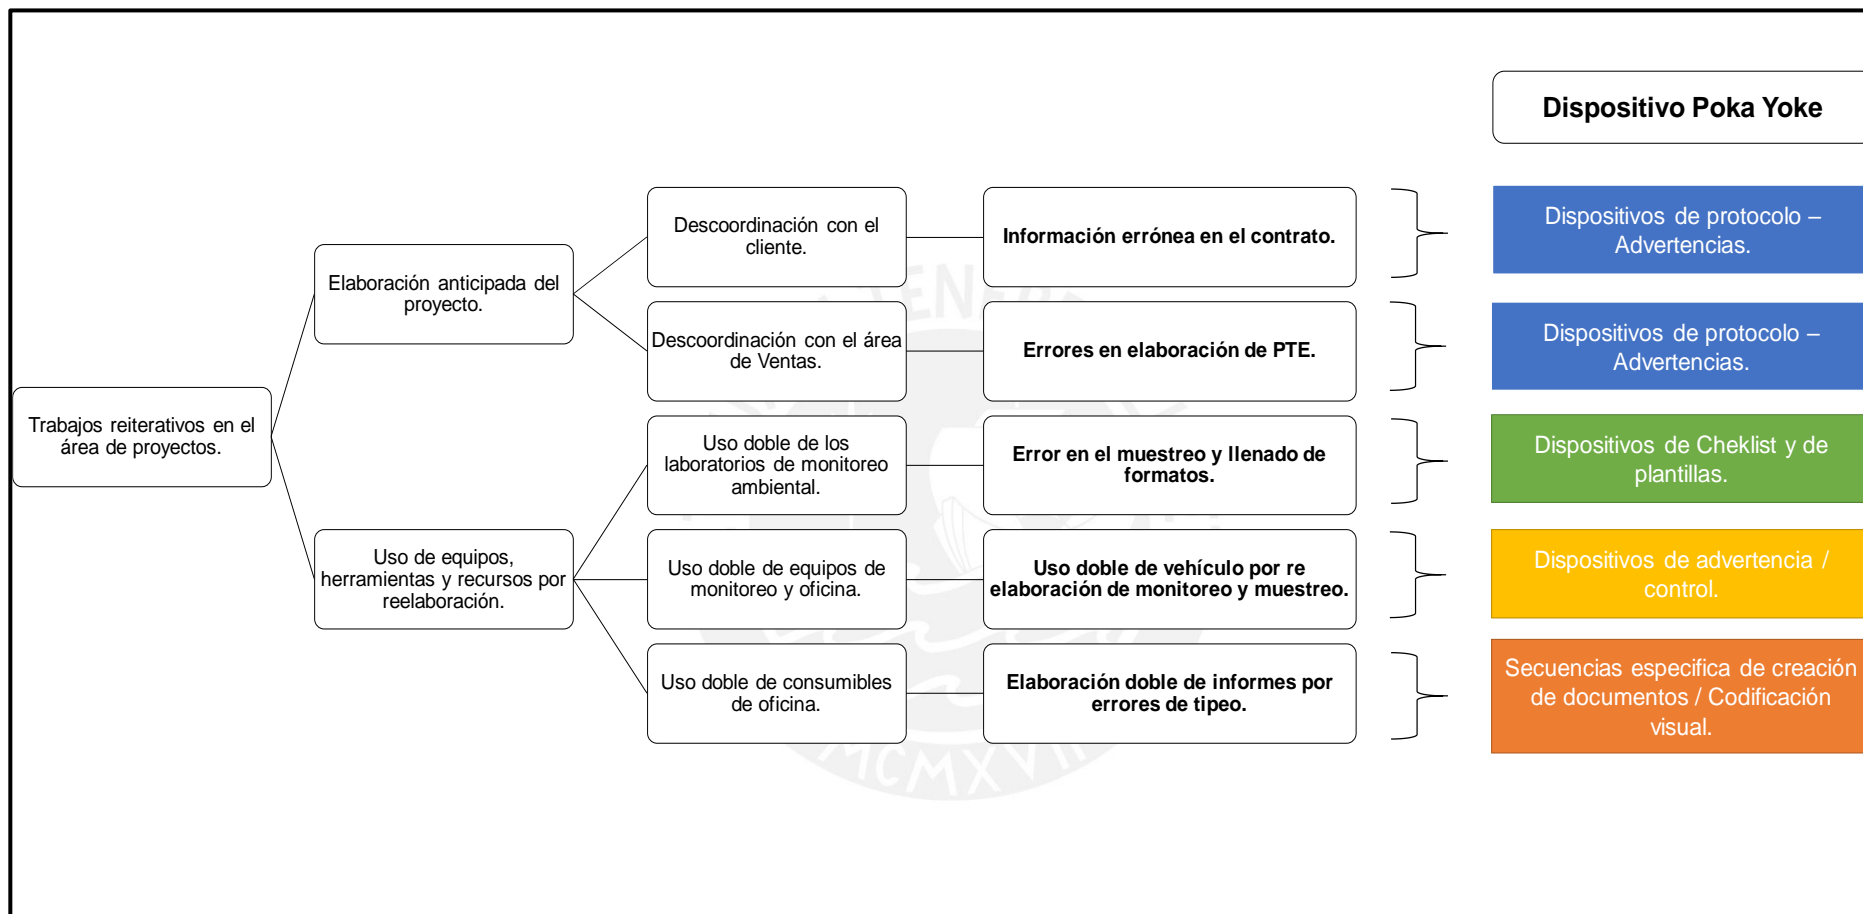 Dispositivo Poka Yoke
Descoordinación con el
cliente.
Información errónea en el contrato.
Dispositivos de protocolo –
Advertencias.
Elaboración anticipada del
proyecto.
Descoordinación con el área
de Ventas.
Errores en elaboración de PTE.
Dispositivos de protocolo –
Advertencias.
Trabajos reiterativos en el
área de proyectos.
Uso doble de los
laboratorios de monitoreo
ambiental.
Error en el muestreo y llenado de
formatos.
Dispositivos de Cheklist y de
plantillas.
Uso de equipos,
herramientas y recursos por
reelaboración.
Uso doble de equipos de
monitoreo y oficina.
Uso doble de vehículo por re
elaboración de monitoreo y muestreo.
Dispositivos de advertencia /
control.
Uso doble de consumibles
de oficina.
Elaboración doble de informes por
errores de tipeo.
Secuencias especifica de creación
de documentos / Codificación
visual.
MCMXVII